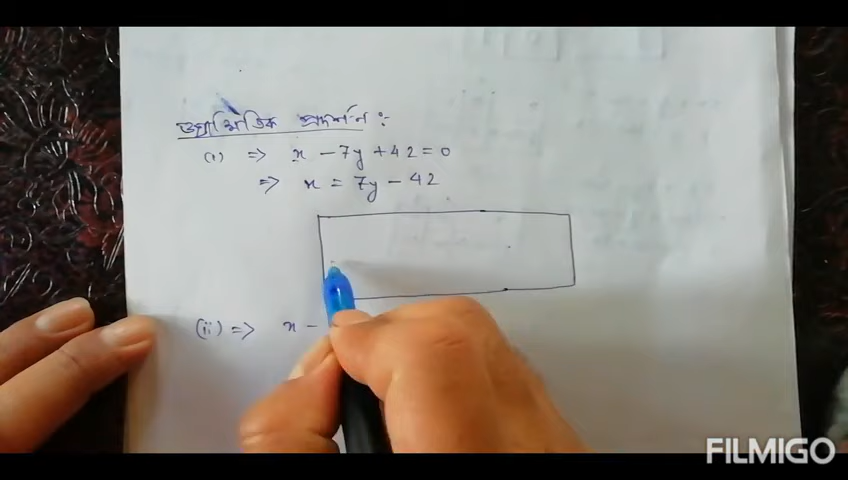 জ্যামিতিক প্রদর্শন :
(i) => x - 7y + 42 = 0
=> x = 7y - 42
(ii) => x -
FILMIGO